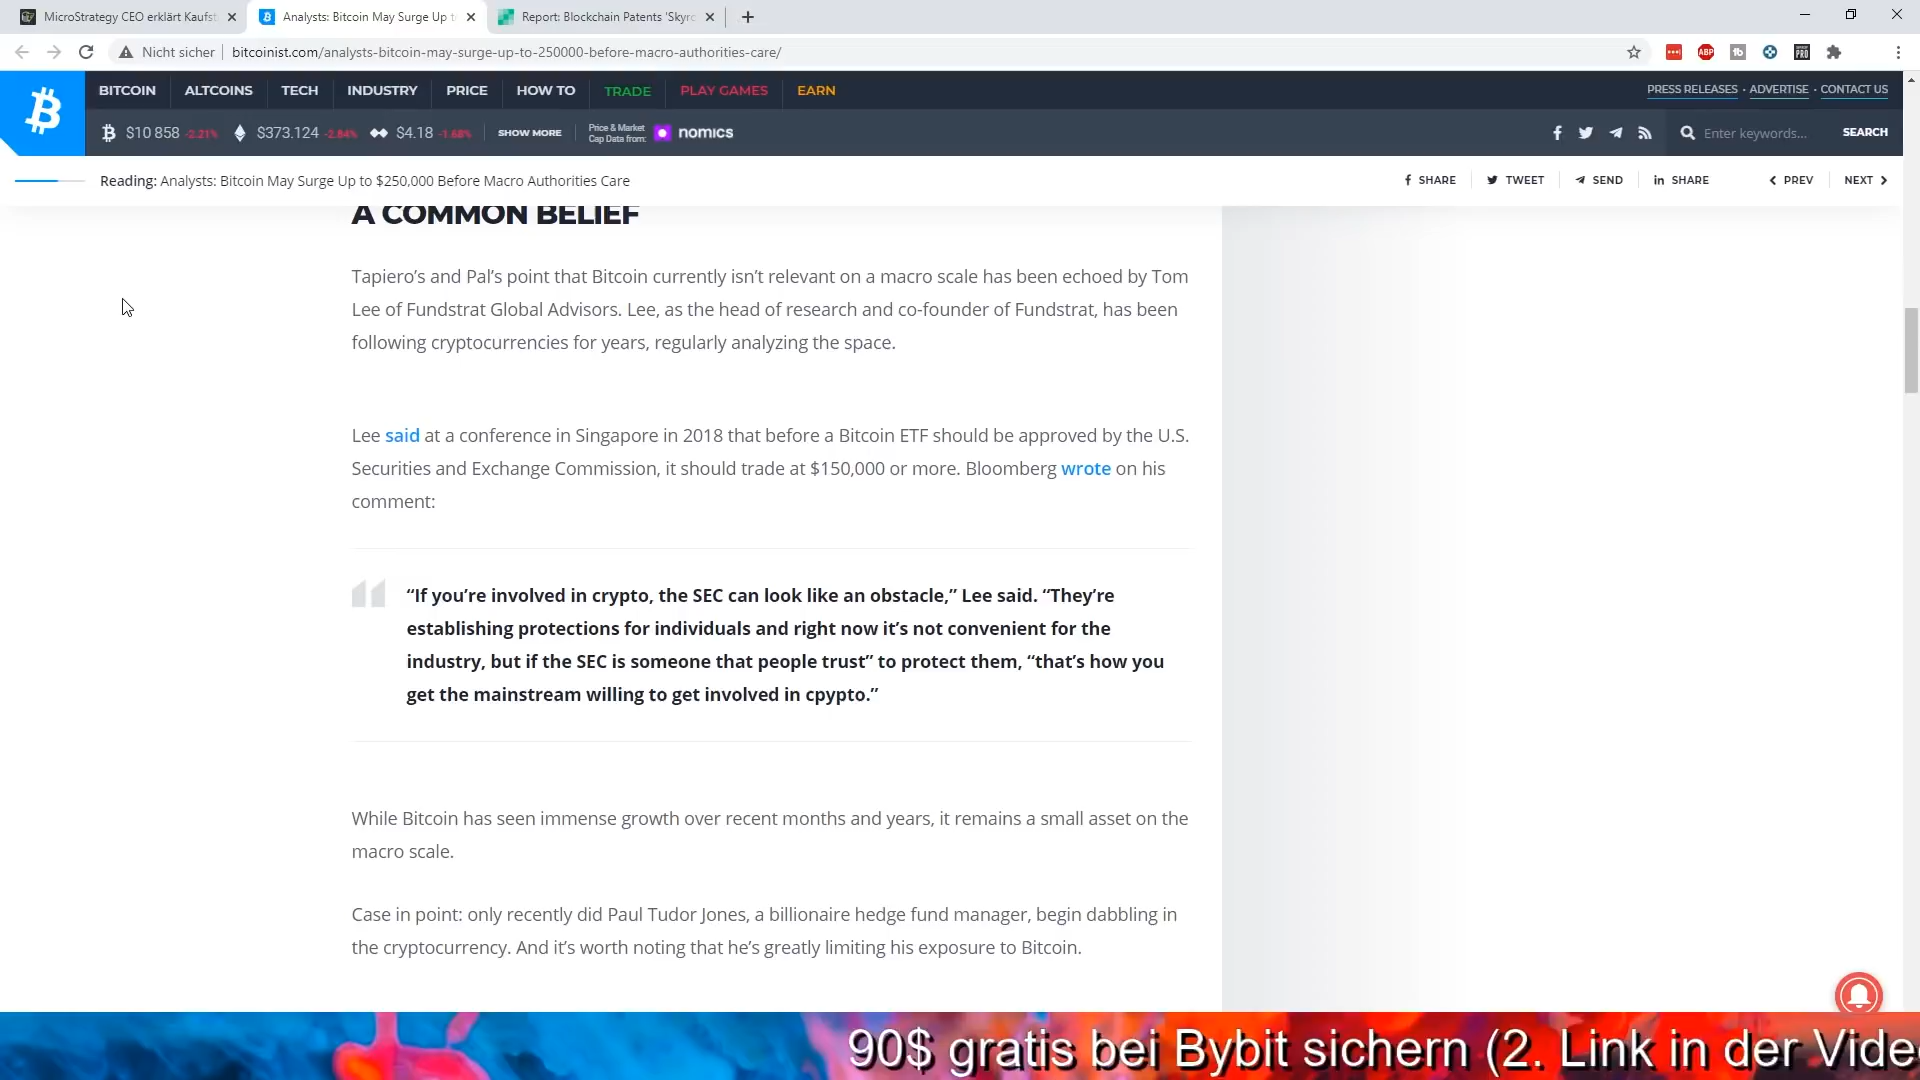 MicroStrategy CEO erklärt Kaufst
Analysts: Bitcoin May Surge Up t
Report: Blockchain Patents 'Skyro
Nicht sicher
bitcoinist.com/analysts-bitcoin-may-surge-up-to-250000-before-macro-authorities-care/
ABP
PRO
BITCOIN
ALTCOINS
TECH
INDUSTRY
PRICE
HOW TO
TRADE
PLAY GAMES
EARN
PRESS RELEASES · ADVERTISE · CONTACT US
$10 858 -2.21% $373.124 -2.84% $4.18 -1.68% SHOW MORE
Price & Market
Cap Data from:
nomics
Enter keywords...
SEARCH
Reading: Analysts: Bitcoin May Surge Up to $250,000 Before Macro Authorities Care
SHARE
TWEET
SEND
SHARE
PREV
NEXT
A COMMON BELIEF
Tapiero’s and Pal’s point that Bitcoin currently isn’t relevant on a macro scale has been echoed by Tom
Lee of Fundstrat Global Advisors. Lee, as the head of research and co-founder of Fundstrat, has been
following cryptocurrencies for years, regularly analyzing the space.
Lee said at a conference in Singapore in 2018 that before a Bitcoin ETF should be approved by the U.S.
Securities and Exchange Commission, it should trade at $150,000 or more. Bloomberg wrote on his
comment:
“If you’re involved in crypto, the SEC can look like an obstacle,” Lee said. “They’re
establishing protections for individuals and right now it’s not convenient for the
industry, but if the SEC is someone that people trust” to protect them, “that’s how you
get the mainstream willing to get involved in cpypto.”
While Bitcoin has seen immense growth over recent months and years, it remains a small asset on the
macro scale.
Case in point: only recently did Paul Tudor Jones, a billionaire hedge fund manager, begin dabbling in
the cryptocurrency. And it’s worth noting that he’s greatly limiting his exposure to Bitcoin.
90$ gratis bei Bybit sichern (2. Link in der Vide